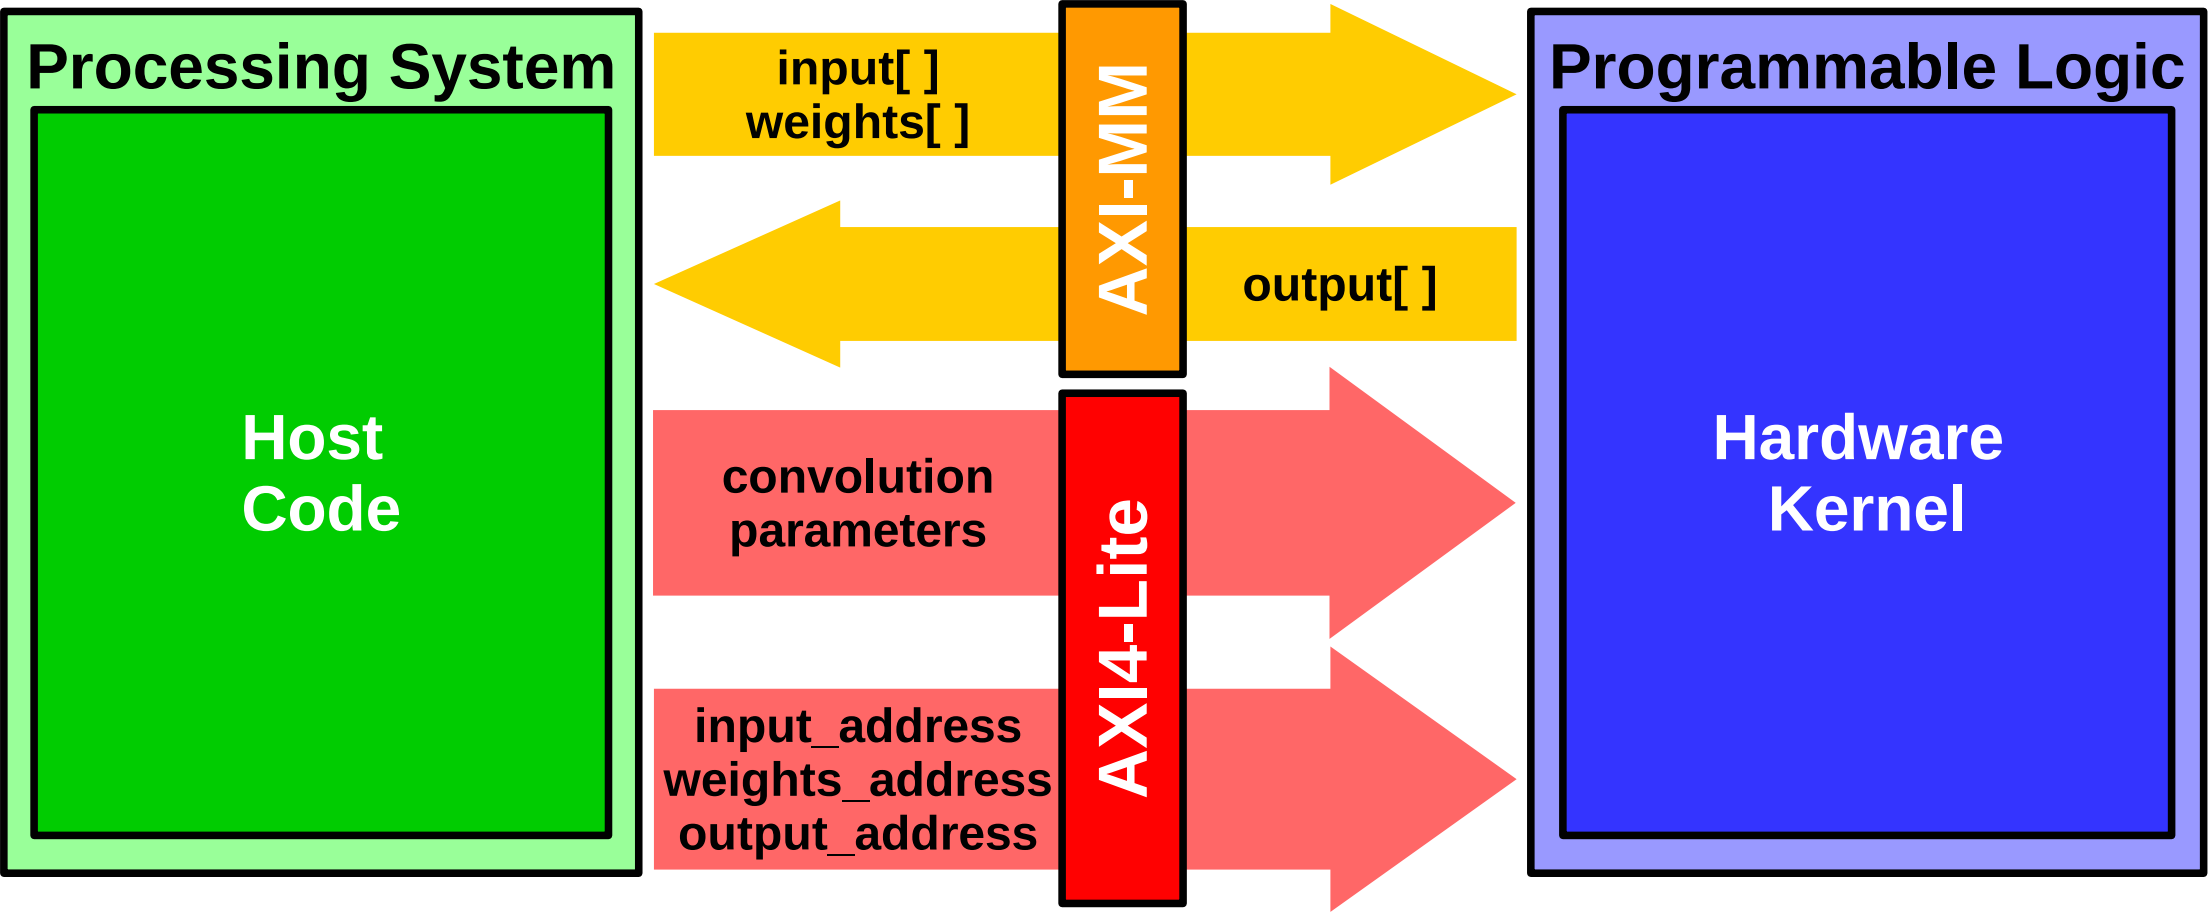 Processing System
Host
Code
input[ ]
weights[ ]
AXI-MM
output[ ]
convolution
parameters
AXI4-Lite
input_address
weights_address
output_address
Programmable Logic
Hardware
Kernel